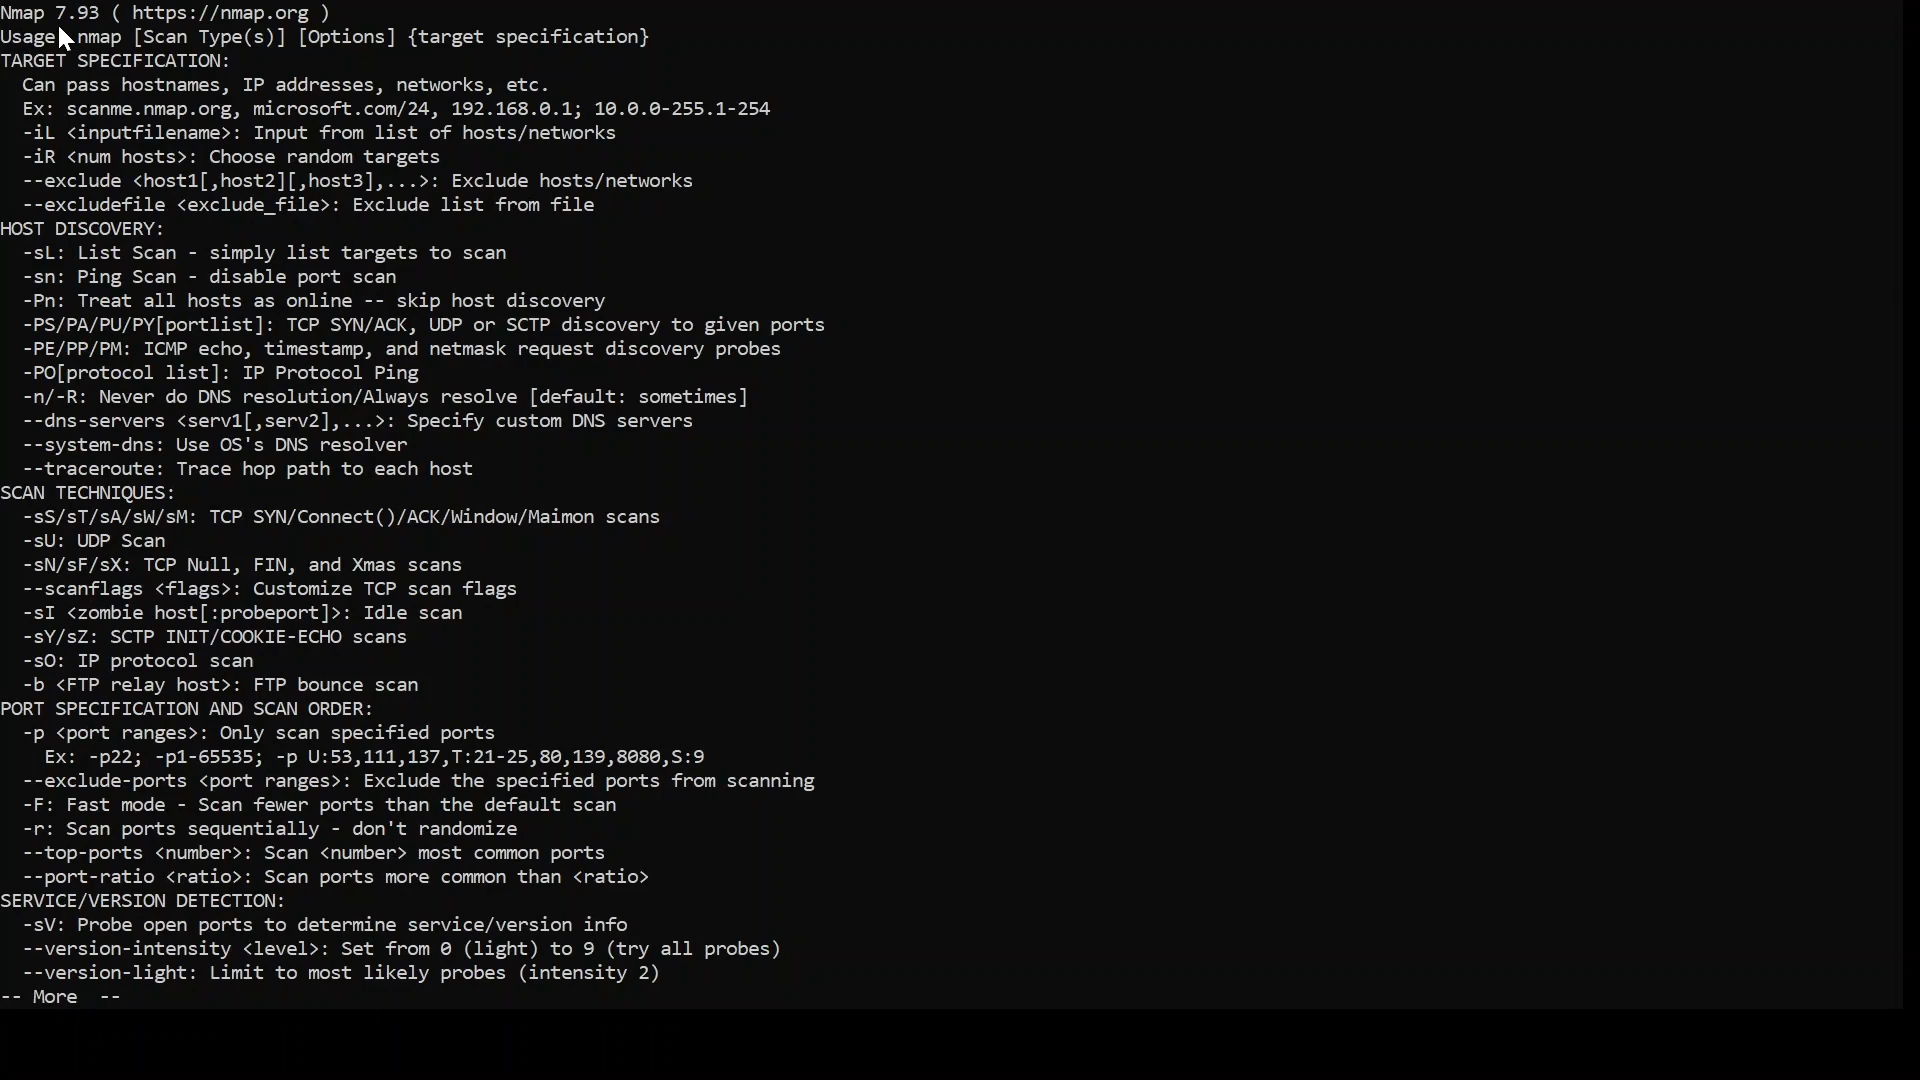 Nmap 7.93 ( https://nmap.org )
Usage: nmap [Scan Type(s)] [Options] {target specification}
TARGET SPECIFICATION:
  Can pass hostnames, IP addresses, networks, etc.
  Ex: scanme.nmap.org, microsoft.com/24, 192.168.0.1; 10.0.0-255.1-254
  -iL <inputfilename>: Input from list of hosts/networks
  -iR <num hosts>: Choose random targets
  --exclude <host1[,host2][,host3],...>: Exclude hosts/networks
  --excludefile <exclude_file>: Exclude list from file
HOST DISCOVERY:
  -sL: List Scan - simply list targets to scan
  -sn: Ping Scan - disable port scan
  -Pn: Treat all hosts as online -- skip host discovery
  -PS/PA/PU/PY[portlist]: TCP SYN/ACK, UDP or SCTP discovery to given ports
  -PE/PP/PM: ICMP echo, timestamp, and netmask request discovery probes
  -PO[protocol list]: IP Protocol Ping
  -n/-R: Never do DNS resolution/Always resolve [default: sometimes]
  --dns-servers <serv1[,serv2],...>: Specify custom DNS servers
  --system-dns: Use OS's DNS resolver
  --traceroute: Trace hop path to each host
SCAN TECHNIQUES:
  -sS/sT/sA/sW/sM: TCP SYN/Connect()/ACK/Window/Maimon scans
  -sU: UDP Scan
  -sN/sF/sX: TCP Null, FIN, and Xmas scans
  --scanflags <flags>: Customize TCP scan flags
  -sI <zombie host[:probeport]>: Idle scan
  -sY/sZ: SCTP INIT/COOKIE-ECHO scans
  -sO: IP protocol scan
  -b <FTP relay host>: FTP bounce scan
PORT SPECIFICATION AND SCAN ORDER:
  -p <port ranges>: Only scan specified ports
    Ex: -p22; -p1-65535; -p U:53,111,137,T:21-25,80,139,8080,S:9
  --exclude-ports <port ranges>: Exclude the specified ports from scanning
  -F: Fast mode - Scan fewer ports than the default scan
  -r: Scan ports sequentially - don't randomize
  --top-ports <number>: Scan <number> most common ports
  --port-ratio <ratio>: Scan ports more common than <ratio>
SERVICE/VERSION DETECTION:
  -sV: Probe open ports to determine service/version info
  --version-intensity <level>: Set from 0 (light) to 9 (try all probes)
  --version-light: Limit to most likely probes (intensity 2)
-- More  --